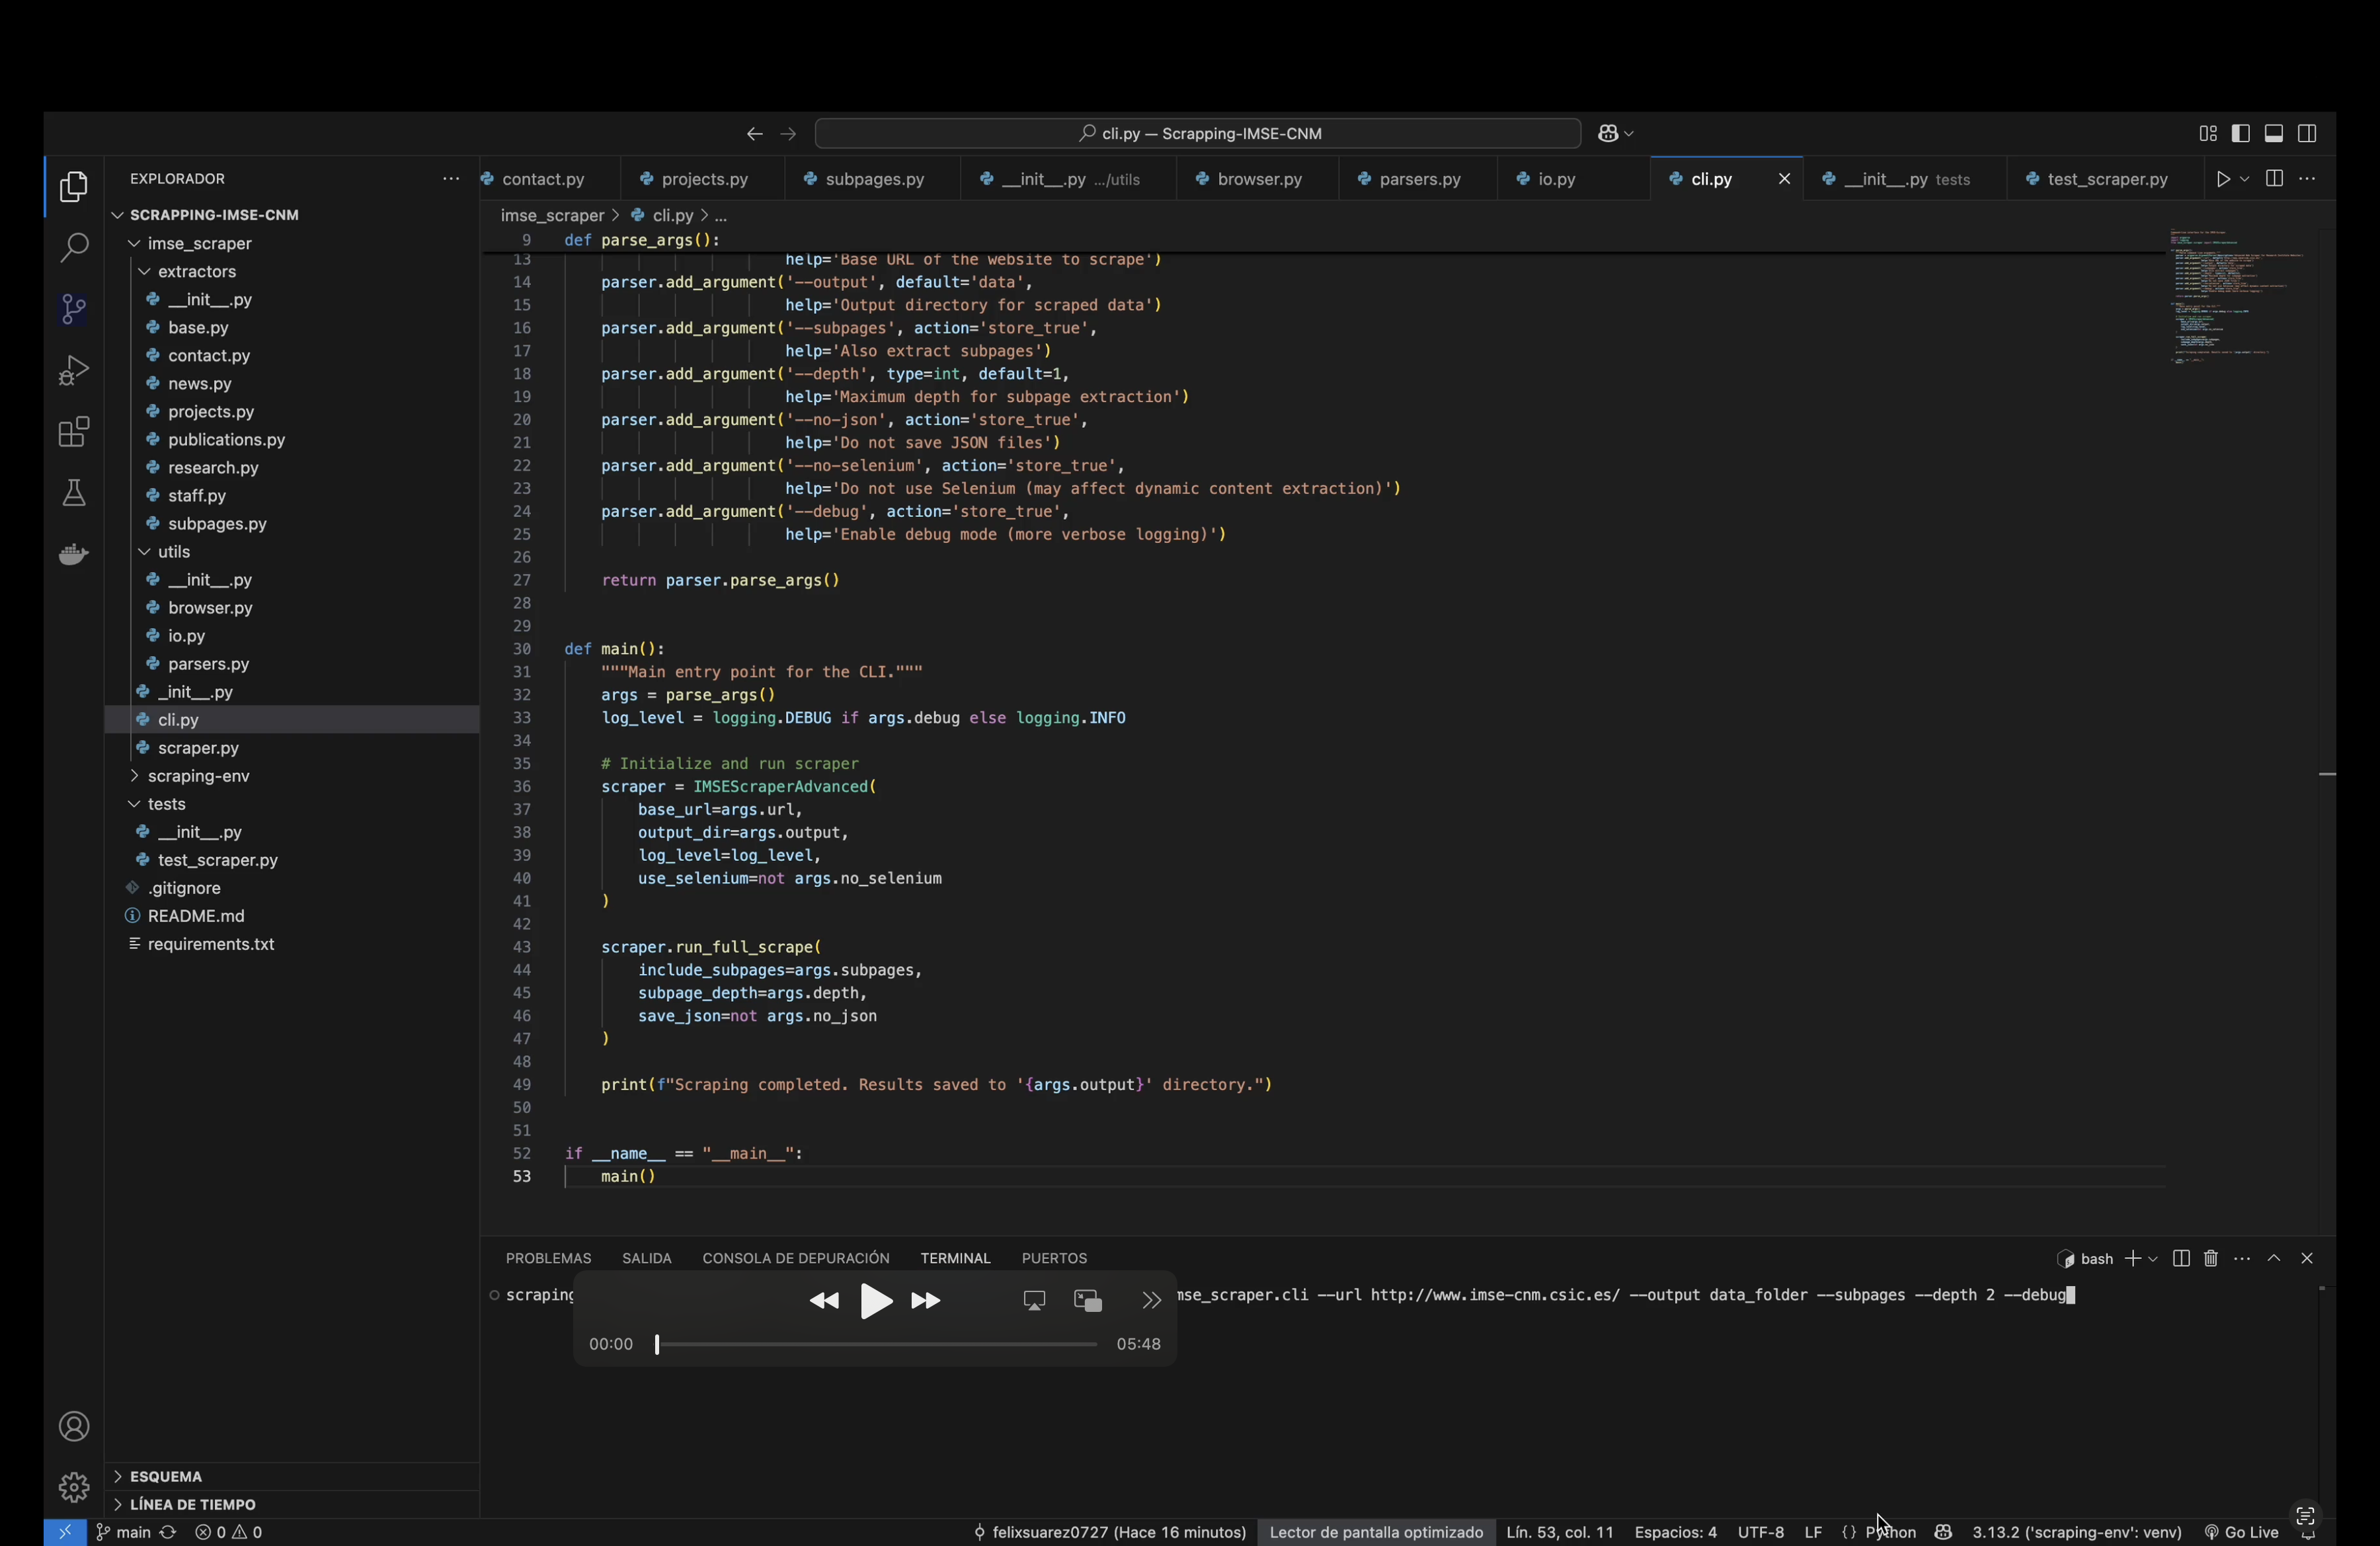 cli.py — Scrapping-IMSE-CNM
EXPLORADOR
SCRAPPING-IMSE-CNM
imse_scraper
extractors
__init__.py
base.py
contact.py
news.py
projects.py
publications.py
research.py
staff.py
subpages.py
utils
__init__.py
browser.py
io.py
parsers.py
_init__.py
cli.py
scraper.py
scraping-env
tests
__init__.py
test_scraper.py
.gitignore
README.md
requirements.txt
ESQUEMA
LÍNEA DE TIEMPO
contact.py projects.py subpages.py __init__.py .../utils browser.py parsers.py io.py cli.py __init__.py tests test_scraper.py
imse_scraper > cli.py > ...
9 def parse_args():
13 help='Base URL of the website to scrape')
14 parser.add_argument('--output', default='data',
15 help='Output directory for scraped data')
16 parser.add_argument('--subpages', action='store_true',
17 help='Also extract subpages')
18 parser.add_argument('--depth', type=int, default=1,
19 help='Maximum depth for subpage extraction')
20 parser.add_argument('--no-json', action='store_true',
21 help='Do not save JSON files')
22 parser.add_argument('--no-selenium', action='store_true',
23 help='Do not use Selenium (may affect dynamic content extraction)')
24 parser.add_argument('--debug', action='store_true',
25 help='Enable debug mode (more verbose logging)')
26
27 return parser.parse_args()
28
29
30 def main():
31 """Main entry point for the CLI."""
32 args = parse_args()
33 log_level = logging.DEBUG if args.debug else logging.INFO
34
35 # Initialize and run scraper
36 scraper = IMSEScraperAdvanced(
37 base_url=args.url,
38 output_dir=args.output,
39 log_level=log_level,
40 use_selenium=not args.no_selenium
41 )
42
43 scraper.run_full_scrape(
44 include_subpages=args.subpages,
45 subpage_depth=args.depth,
46 save_json=not args.no_json
47 )
48
49 print(f"Scraping completed. Results saved to '{args.output}' directory.")
50
51
52 if __name__ == "__main__":
53 main()
PROBLEMAS SALIDA CONSOLA DE DEPURACIÓN TERMINAL PUERTOS
bash
scraping
mse_scraper.cli --url http://www.imse-cnm.csic.es/ --output data_folder --subpages --depth 2 --debug
00:00 05:48
main 0 0 felixsuarez0727 (Hace 16 minutos) Lector de pantalla optimizado Lín. 53, col. 11 Espacios: 4 UTF-8 LF {} Python 3.13.2 ('scraping-env': venv) Go Live